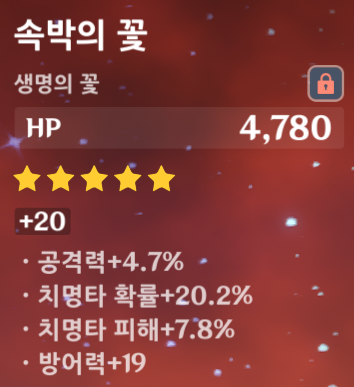 속박의 꽃
생명의 꽃
HP 4,780
+20
· 공격력+4.7%
· 치명타 확률+20.2%
· 치명타 피해+7.8%
· 방어력+19